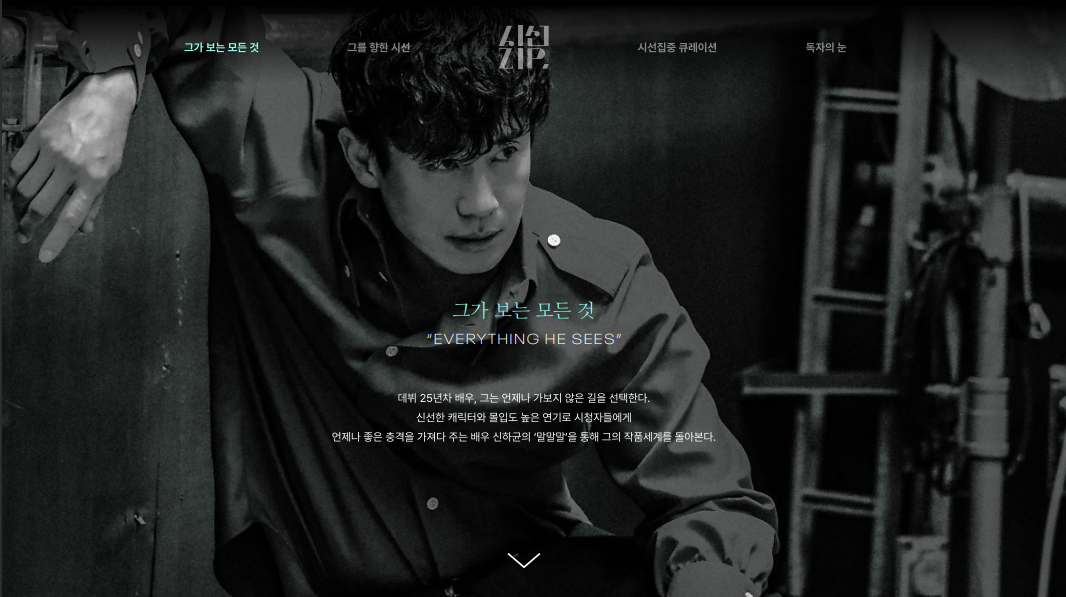 그가 보는 모든 것
그를 향한 시선
시선
ZIP.
시선집중 큐레이션
독자의 눈
그가 보는 모든 것
“EVERYTHING HE SEES”
데뷔 25년차 배우, 그는 언제나 가보지 않은 길을 선택한다.
신선한 캐릭터와 몰입도 높은 연기로 시청자들에게
언제나 좋은 충격을 가져다 주는 배우 신하균의 ‘말말말’을 통해 그의 작품세계를 돌아본다.